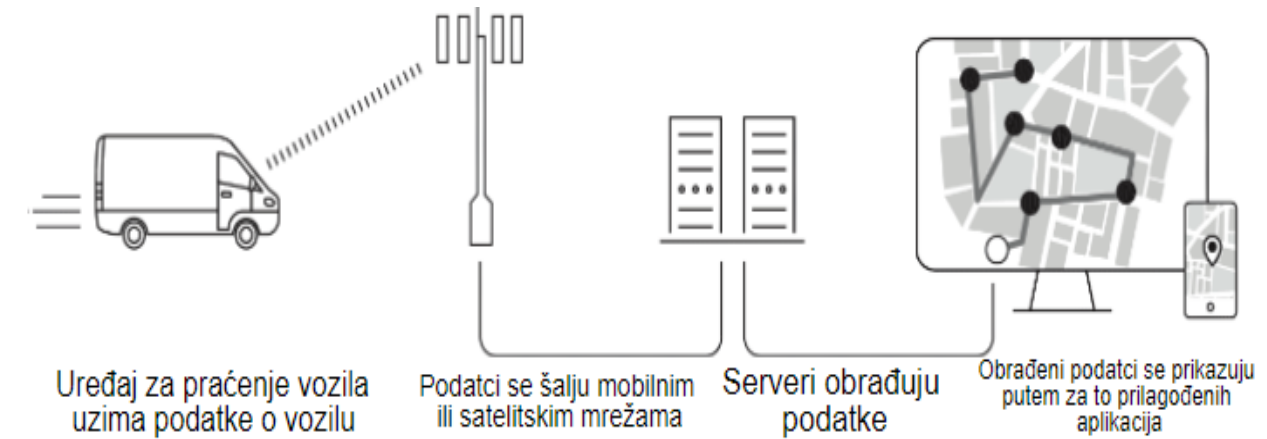 Uređaj za praćenje vozila
uzima podatke o vozilu
Podatci se šalju mobilnim
ili satelitskim mrežama
Serveri obrađuju
podatke
Obrađeni podatci se prikazuju
putem za to prilagođenih
aplikacija